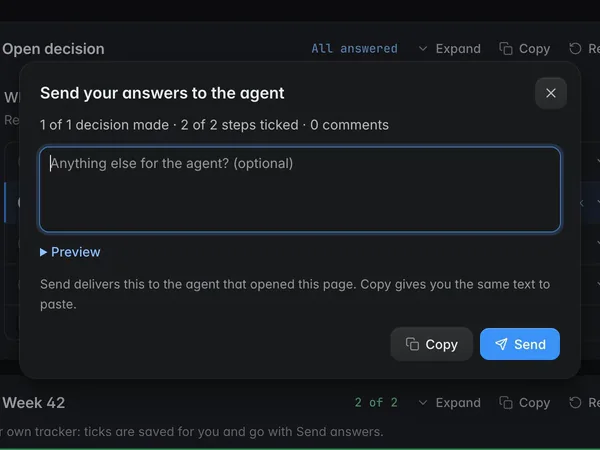 Open decision
All answered
Expand
Copy
Send your answers to the agent
1 of 1 decision made · 2 of 2 steps ticked · 0 comments
Anything else for the agent? (optional)
Preview
Send delivers this to the agent that opened this page. Copy gives you the same text to
paste.
Copy
Send
Week 42
2 of 2
Expand
Copy
own tracker: ticks are saved for you and go with Send answers.